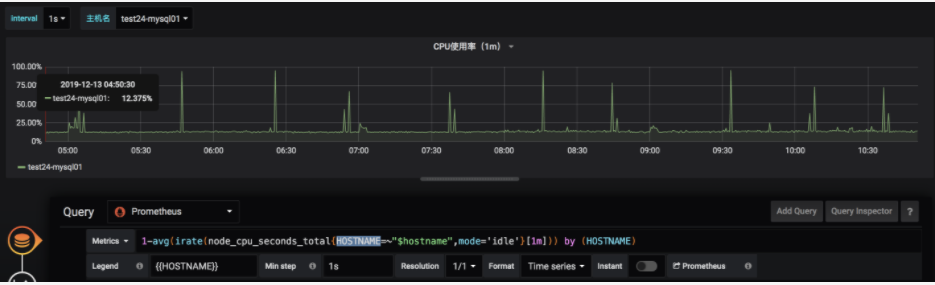 interval 1s 主机名 test24-mysql01
CPU使用率（1m）
100.00%
75.00
50.00
25.00%
0%
2019-12-13 04:50:30
test24-mysql01: 12.375%
05:00 05:30 06:00 06:30 07:00 07:30 08:00 08:30 09:00 09:30 10:00 10:30
test24-mysql01
Query Prometheus Add Query Query Inspector ?
Metrics 1-avg(irate(node_cpu_seconds_total{HOSTNAME=~"$hostname",mode='idle'}[1m])) by (HOSTNAME)
Legend {{HOSTNAME}} Min step 1s Resolution 1/1 Format Time series Instant Prometheus